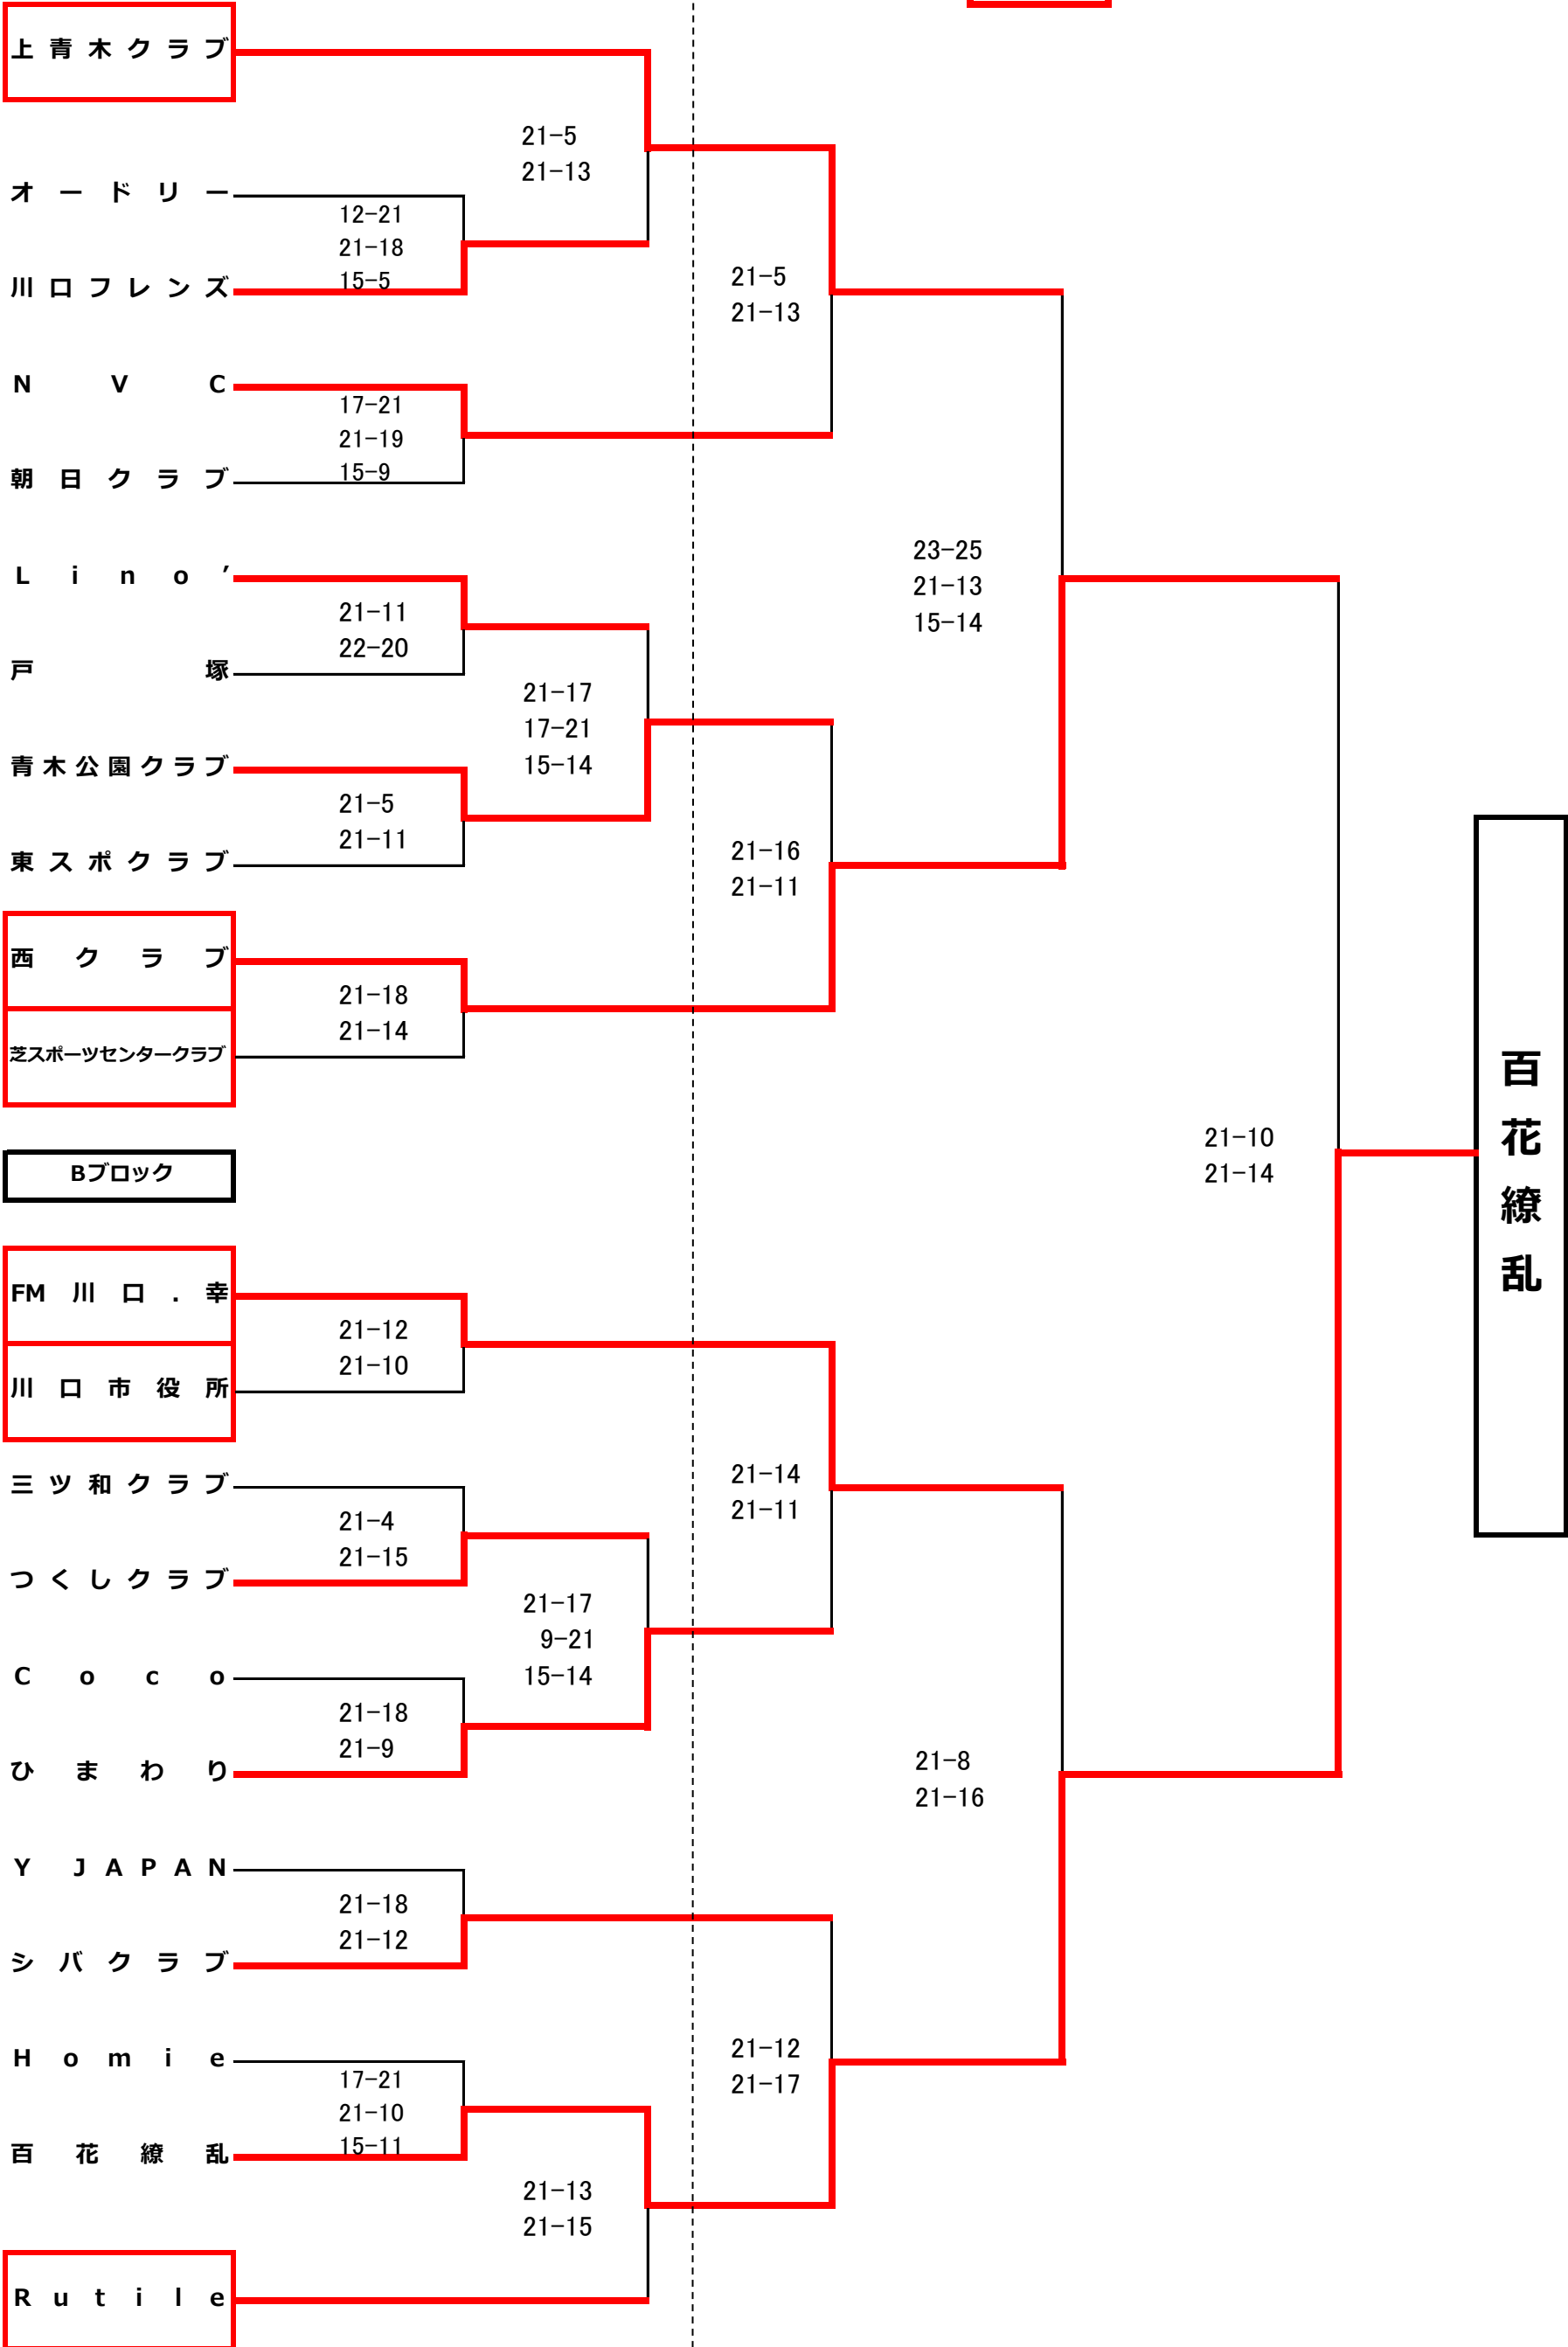 上青木クラブ
21-5
21-13
オードリー
12-21
21-18
15-5
川口フレンズ
21-5
21-13
NVC
17-21
21-19
15-9
朝日クラブ
23-25
21-13
15-14
Lino’
21-11
22-20
戸塚
21-17
17-21
15-14
青木公園クラブ
21-5
21-11
東スポクラブ
21-16
21-11
西クラブ
21-18
21-14
芝スポーツセンタークラブ
百花繚乱
21-10
21-14
Bブロック
FM川口.幸
21-12
21-10
川口市役所
21-14
21-11
三ツ和クラブ
21-4
21-15
つくしクラブ
21-17
9-21
15-14
Coco
21-18
21-9
ひまわり
21-8
21-16
Y JAPAN
21-18
21-12
シバクラブ
21-12
21-17
Homie
17-21
21-10
15-11
百花繚乱
21-13
21-15
Rutile